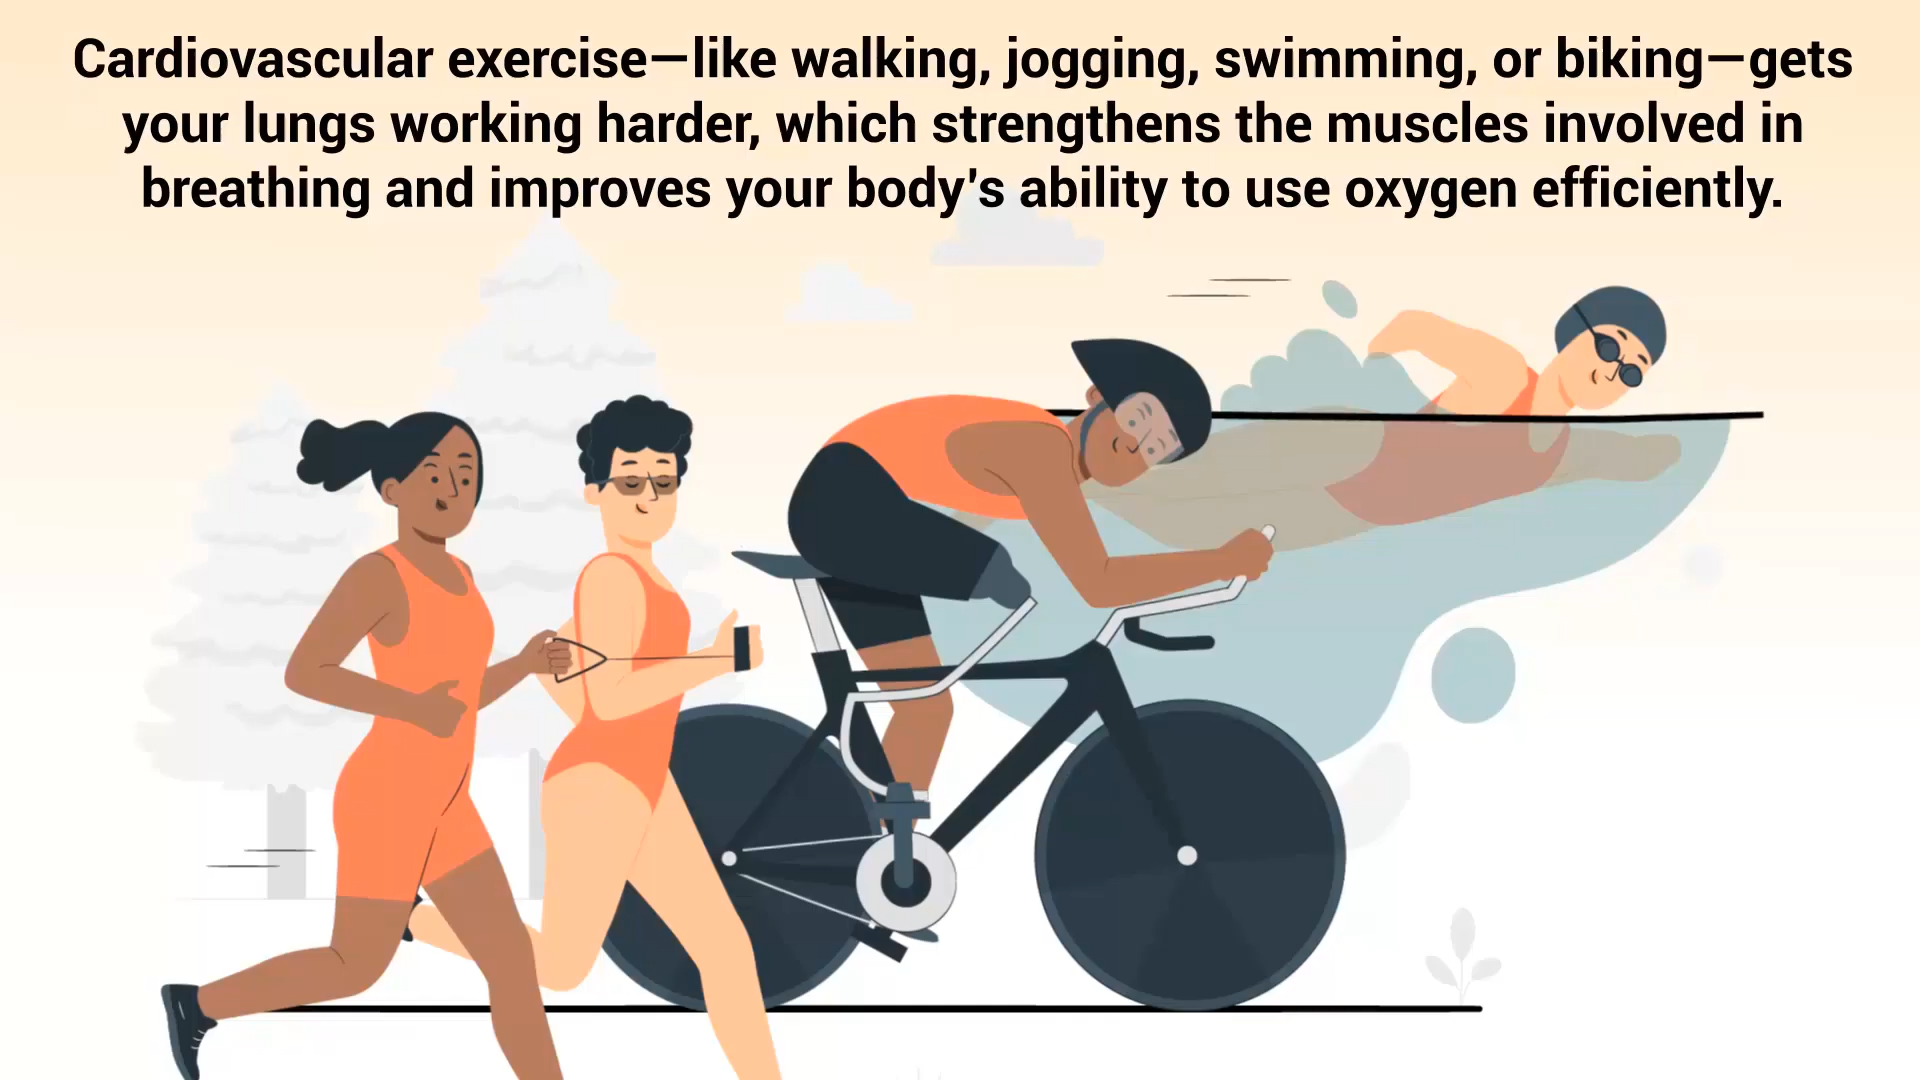 Cardiovascular exercise—like walking, jogging, swimming, or biking—gets
your lungs working harder, which strengthens the muscles involved in
breathing and improves your body's ability to use oxygen efficiently.